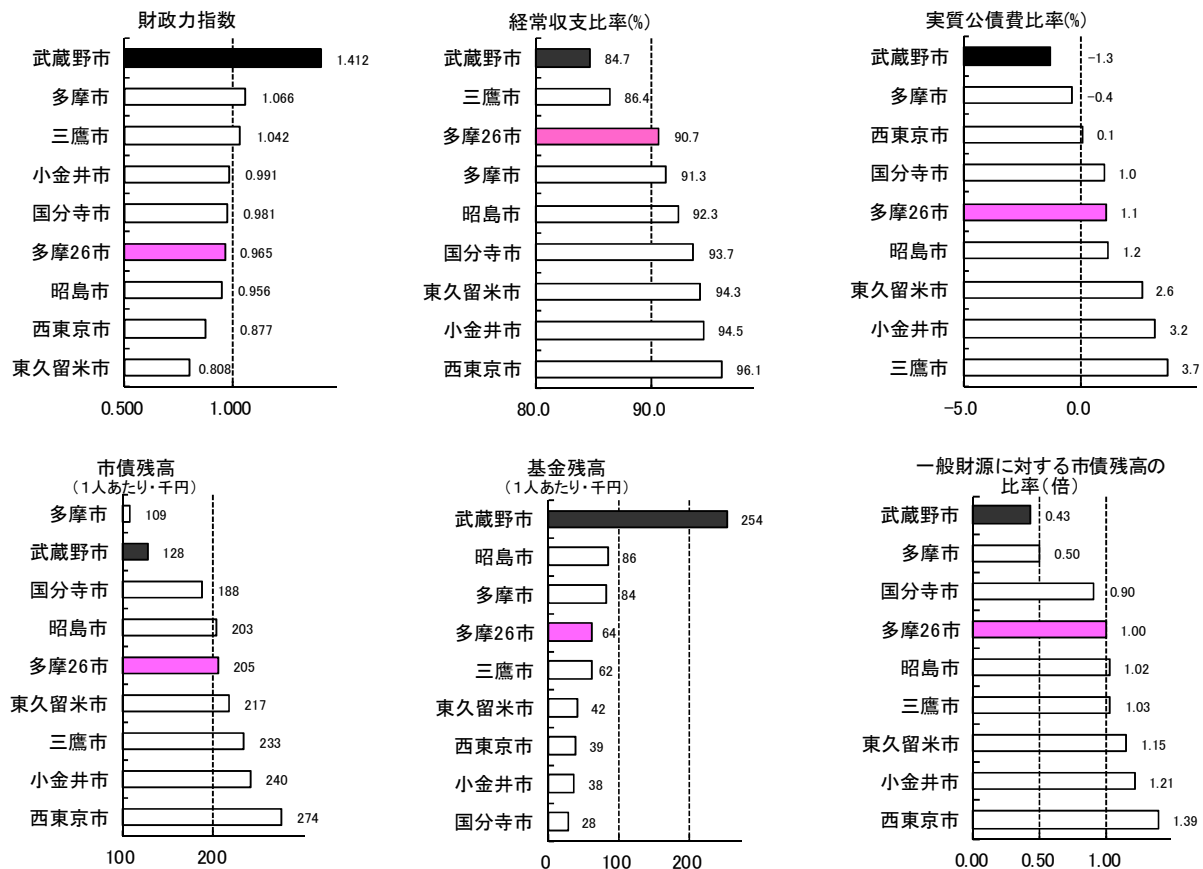 財政力指数
武蔵野市 1.412
多摩市 1.066
三鷹市 1.042
小金井市 0.991
国分寺市 0.981
多摩26市 0.965
昭島市 0.956
西東京市 0.877
東久留米市 0.808
0.500 1.000
経常収支比率(%)
武蔵野市 84.7
三鷹市 86.4
多摩26市 90.7
多摩市 91.3
昭島市 92.3
国分寺市 93.7
東久留米市 94.3
小金井市 94.5
西東京市 96.1
80.0 90.0
実質公債費比率(%)
武蔵野市 -1.3
多摩市 -0.4
西東京市 0.1
国分寺市 1.0
多摩26市 1.1
昭島市 1.2
東久留米市 2.6
小金井市 3.2
三鷹市 3.7
-5.0 0.0
市債残高
(1人あたり・千円)
多摩市 109
武蔵野市 128
国分寺市 188
昭島市 203
多摩26市 205
東久留米市 217
三鷹市 233
小金井市 240
西東京市 274
100 200
基金残高
(1人あたり・千円)
武蔵野市 254
昭島市 86
多摩市 84
多摩26市 64
三鷹市 62
東久留米市 42
西東京市 39
小金井市 38
国分寺市 28
0 100 200
一般財源に対する市債残高の
比率(倍)
武蔵野市 0.43
多摩市 0.50
国分寺市 0.90
多摩26市 1.00
昭島市 1.02
三鷹市 1.03
東久留米市 1.15
小金井市 1.21
西東京市 1.39
0.00 0.50 1.00